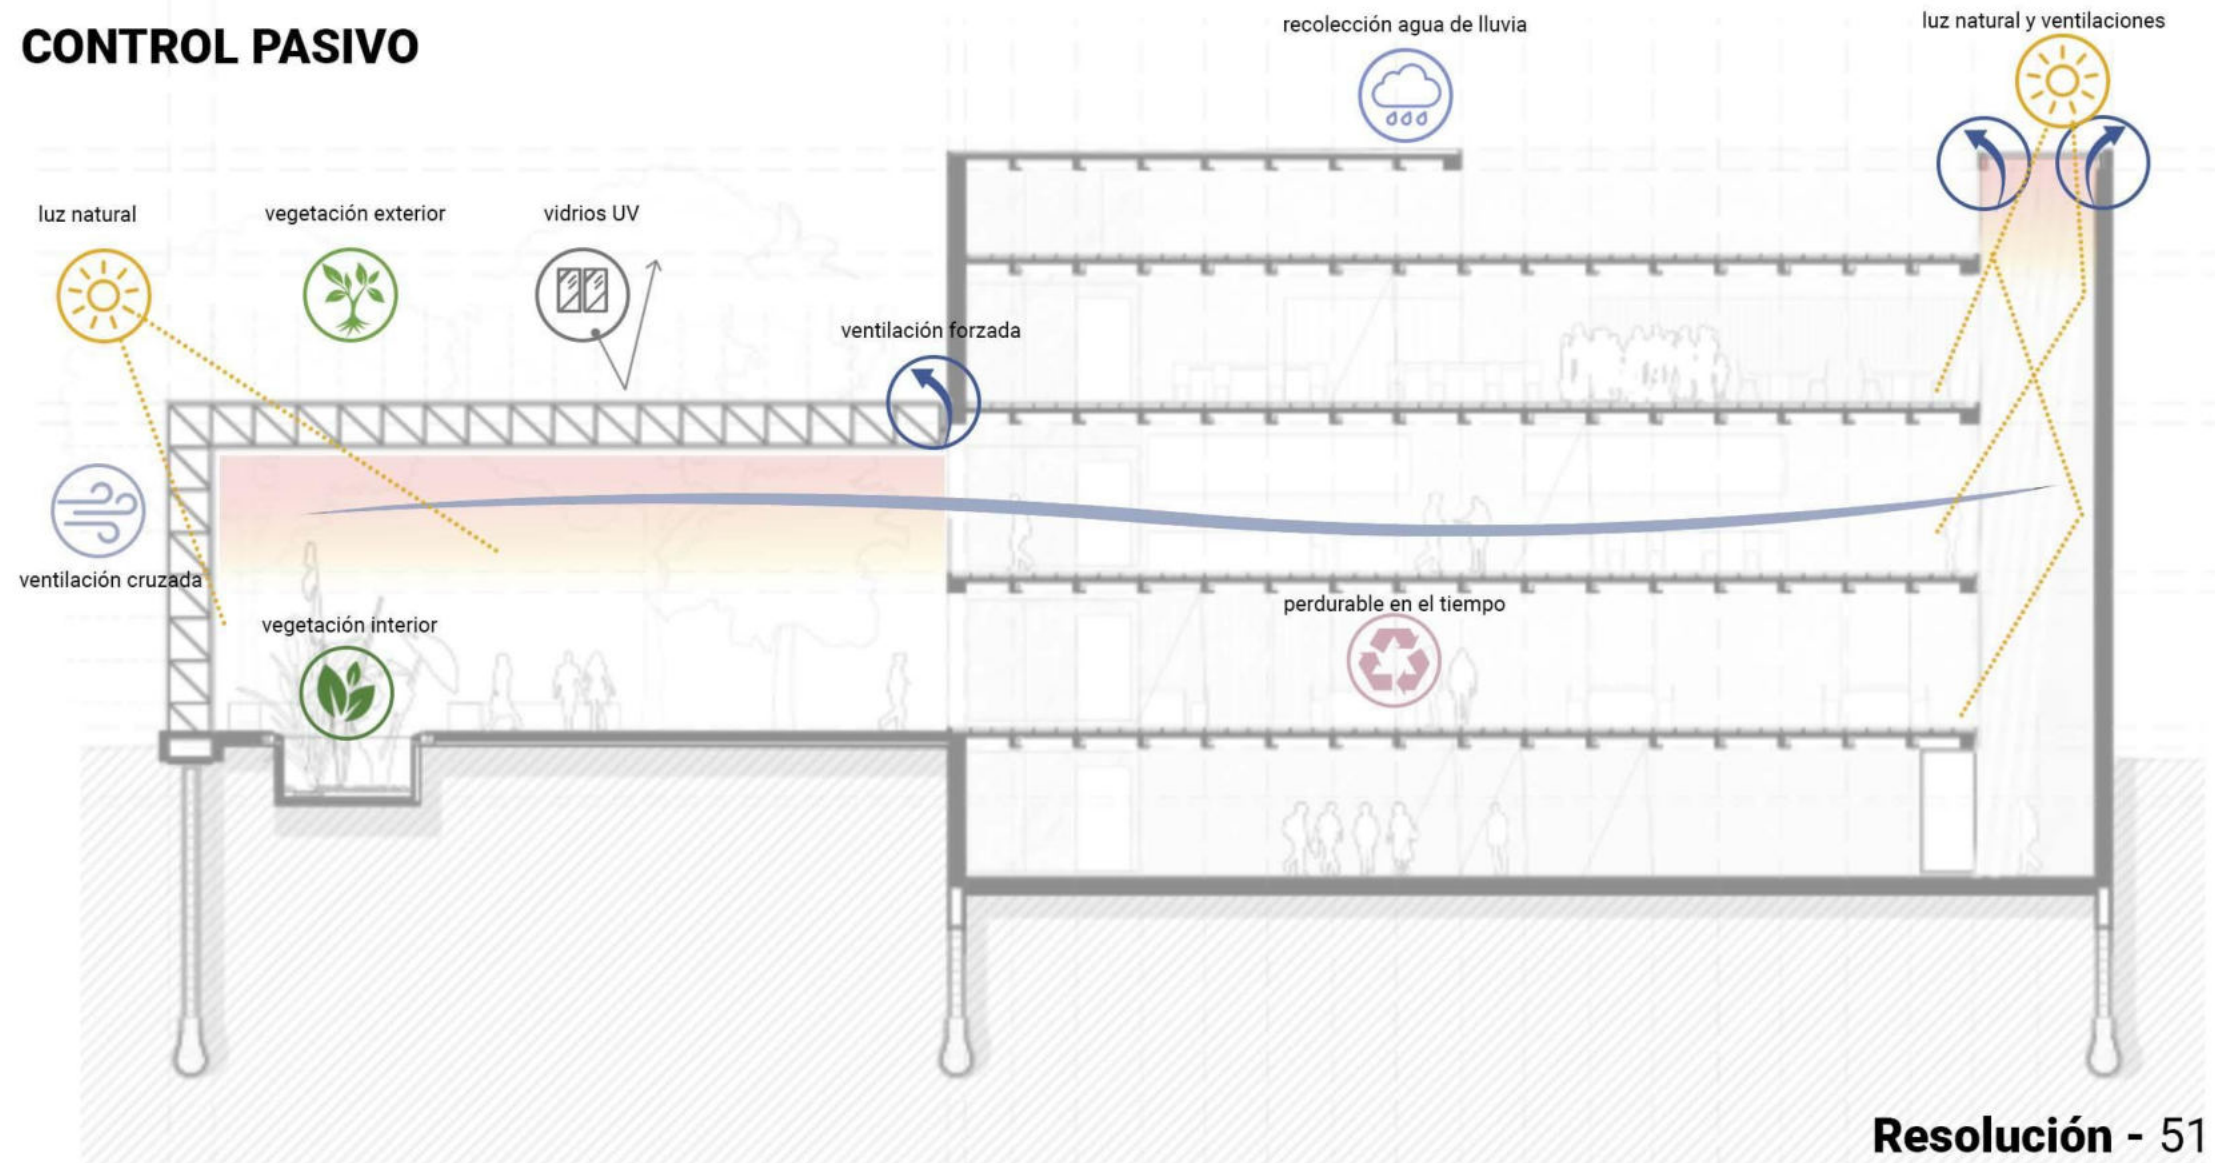 CONTROL PASIVO
recolección agua de lluvia
luz natural y ventilaciones
luz natural
vegetación exterior
vidrios UV
ventilación forzada
ventilación cruzada
vegetación interior
perdurable en el tiempo
Resolución - 51